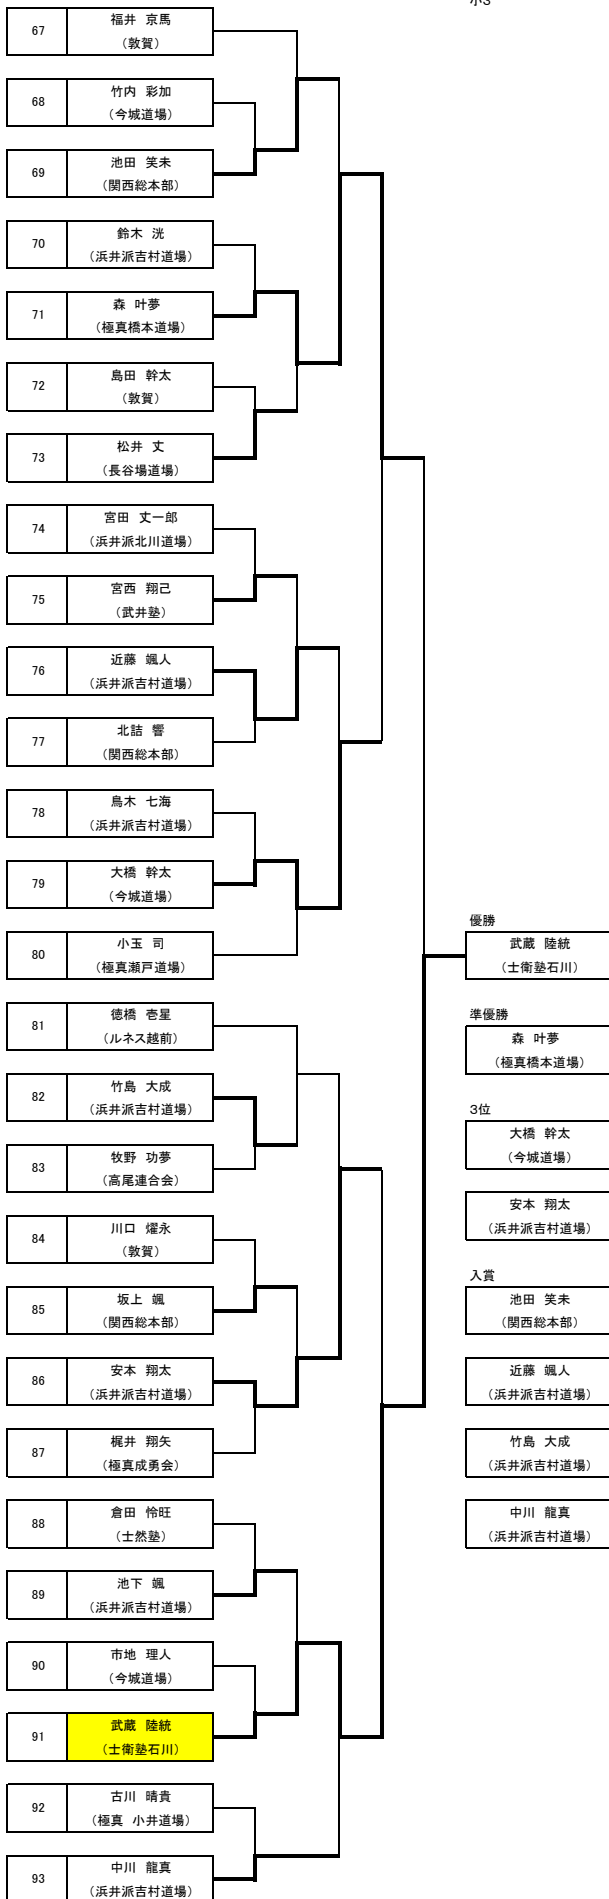 小3
67
福井 京馬
（敦賀）
68
竹内 彩加
（今城道場）
69
池田 笑未
（関西総本部）
70
鈴木 洸
（浜井派吉村道場）
71
森 叶夢
（極真橋本道場）
72
島田 幹太
（敦賀）
73
松井 丈
（長谷場道場）
74
宮田 丈一郎
（浜井派北川道場）
75
宮西 翔己
（武井塾）
76
近藤 颯人
（浜井派吉村道場）
77
北詰 響
（関西総本部）
78
鳥木 七海
（浜井派吉村道場）
79
大橋 幹太
（今城道場）
80
小玉 司
（極真瀬戸道場）
81
徳橋 壱星
（ルネス越前）
82
竹島 大成
（浜井派吉村道場）
83
牧野 功夢
（高尾連合会）
84
川口 燿永
（敦賀）
85
坂上 颯
（関西総本部）
86
安本 翔太
（浜井派吉村道場）
87
梶井 翔矢
（極真成勇会）
88
倉田 怜旺
（士然塾）
89
池下 颯
（浜井派吉村道場）
90
市地 理人
（今城道場）
91
武蔵 陸統
（士衛塾石川）
92
古川 晴貴
（極真 小井道場）
93
中川 龍真
（浜井派吉村道場）
優勝
武蔵 陸統
（士衛塾石川）
準優勝
森 叶夢
（極真橋本道場）
3位
大橋 幹太
（今城道場）
安本 翔太
（浜井派吉村道場）
入賞
池田 笑未
（関西総本部）
近藤 颯人
（浜井派吉村道場）
竹島 大成
（浜井派吉村道場）
中川 龍真
（浜井派吉村道場）